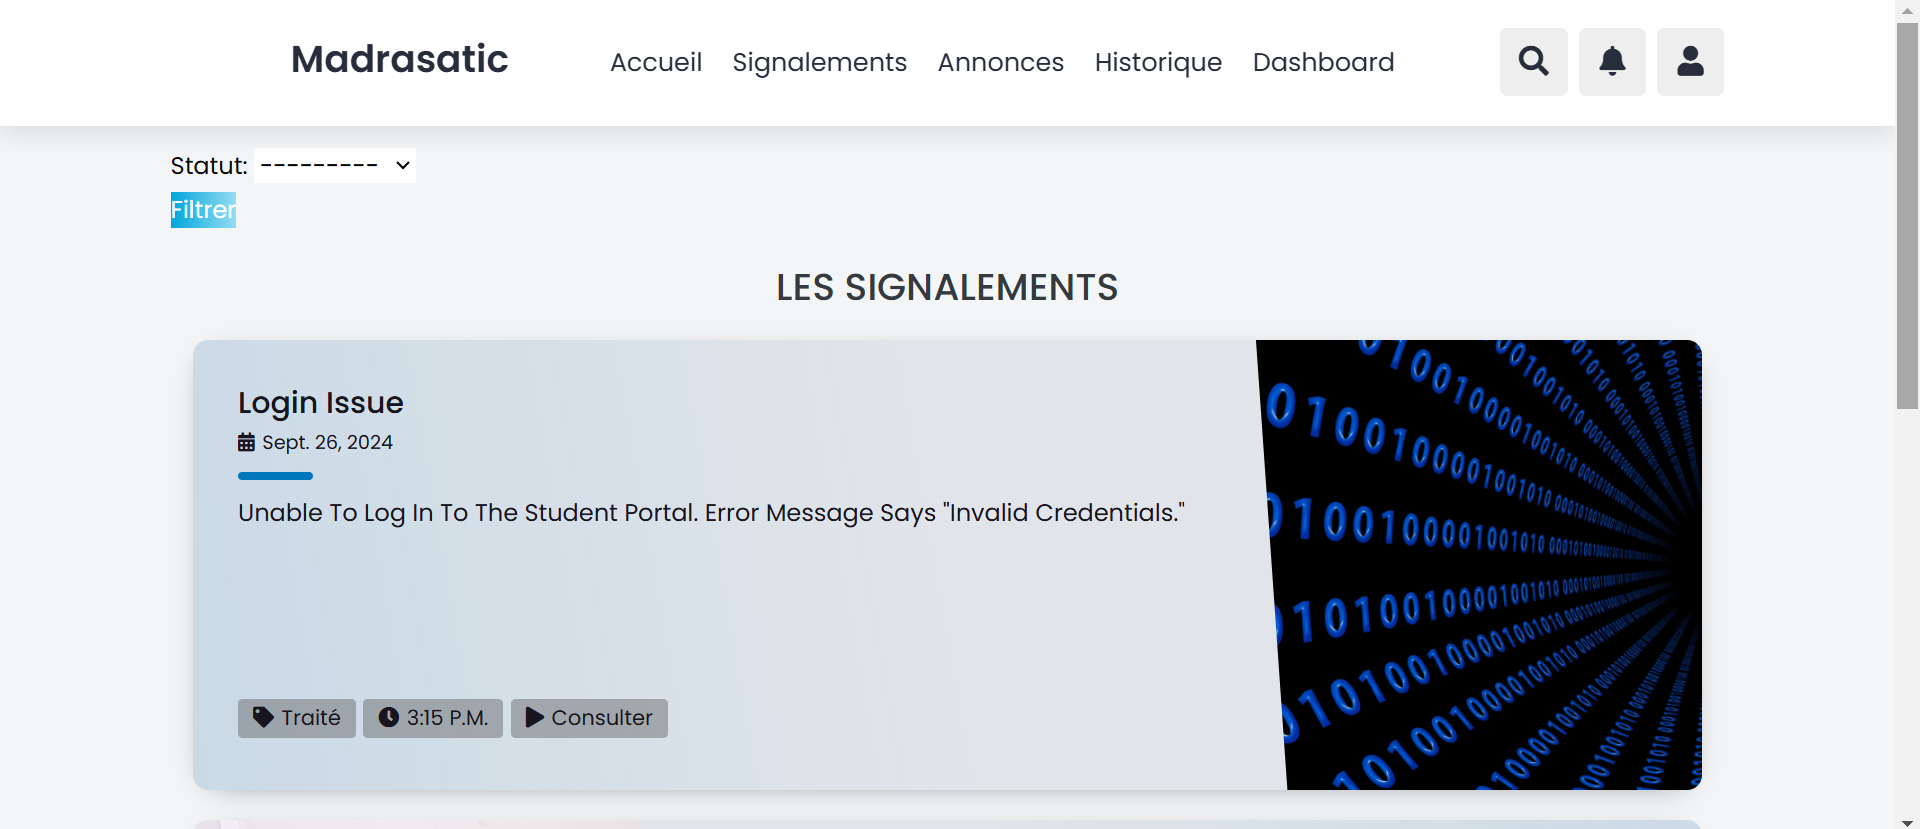 Madrasatic
Accueil Signalements Annonces Historique Dashboard
Statut: ---------
Filtrer
LES SIGNALEMENTS
Login Issue
Sept. 26, 2024
Unable To Log In To The Student Portal. Error Message Says "Invalid Credentials."
Traité 3:15 P.M. Consulter